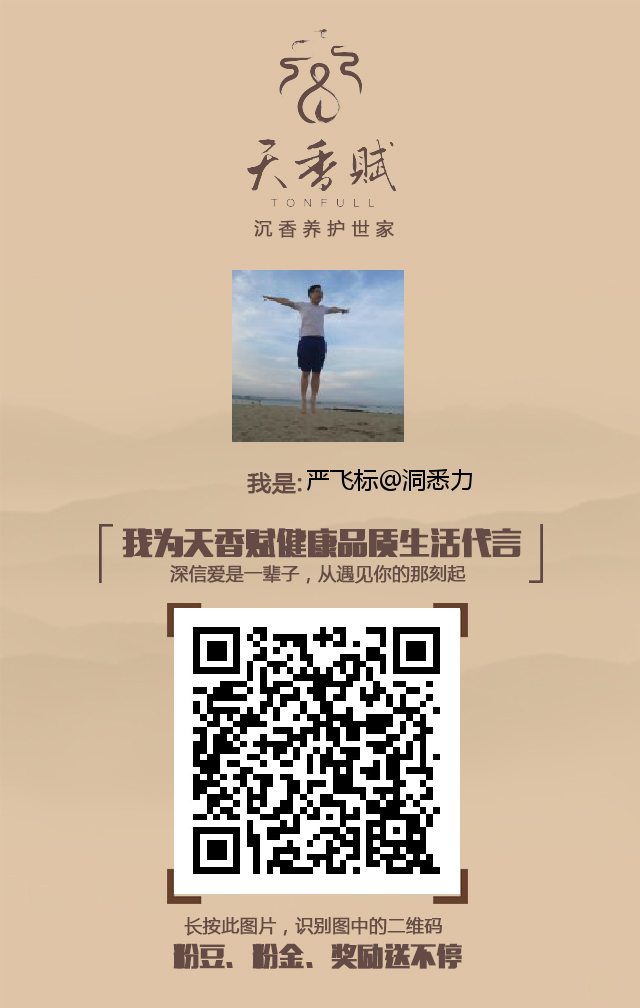 天香赋
TONFULL
沉香养护世家
我是:严飞标@洞悉力
我为天香赋健康品质生活代言
深信爱是一辈子，从遇见你的那刻起
长按此图片，识别图中的二维码
粉豆、粉金、奖励送不停